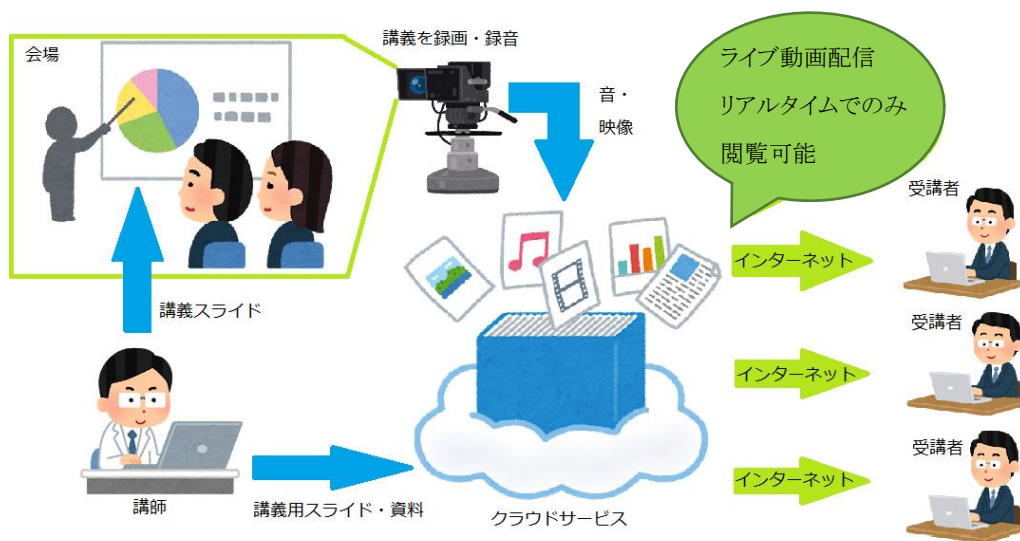 会場
講義を録画・録音
音・
映像
ライブ動画配信
リアルタイムでのみ
閲覧可能
受講者
インターネット
講義スライド
受講者
インターネット
受講者
インターネット
講師
講義用スライド・資料
クラウドサービス